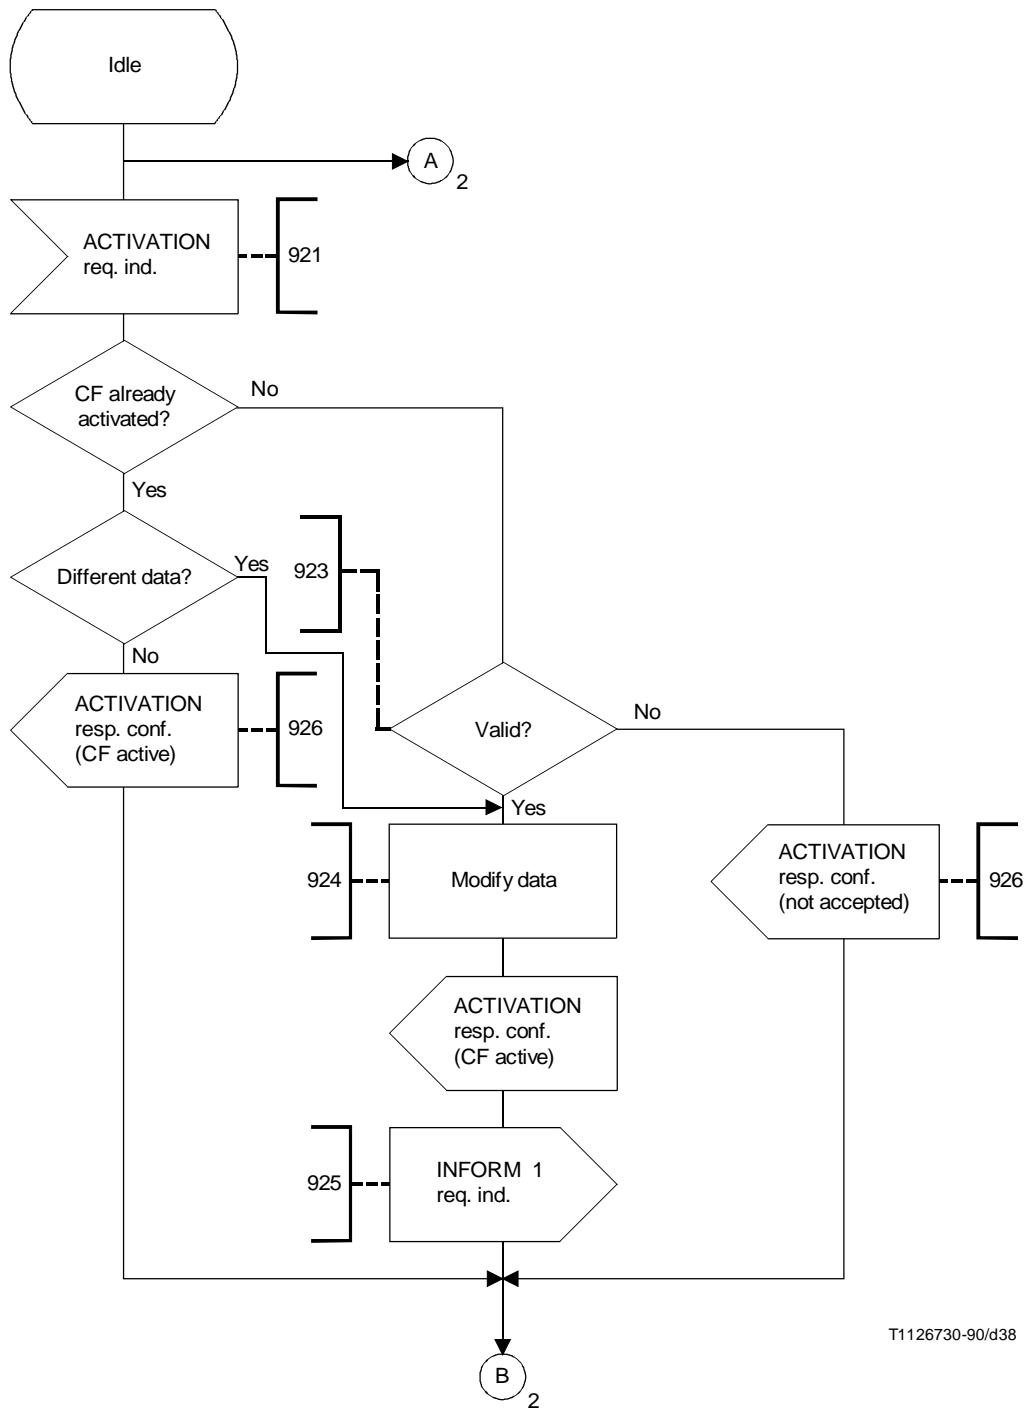 Idle
A
2
ACTIVATION
req. ind.
921
CF already
activated?
No
Yes
Different data?
Yes
923
No
ACTIVATION
resp. conf.
(CF active)
926
Valid?
No
Yes
924
Modify data
ACTIVATION
resp. conf.
(not accepted)
926
ACTIVATION
resp. conf.
(CF active)
925
INFORM 1
req. ind.
T1126730-90/d38
B
2